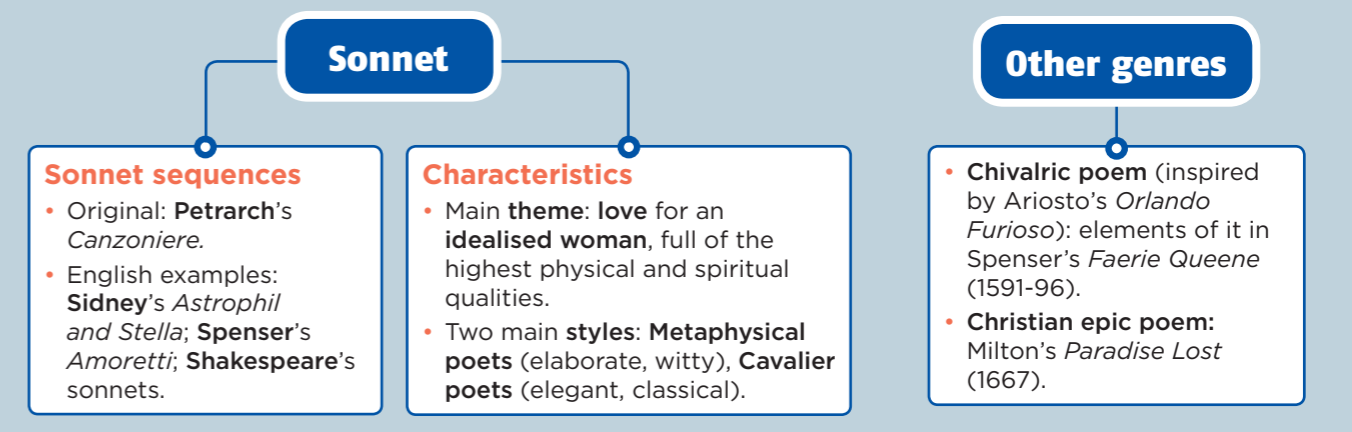 Sonnet
Sonnet sequences
• Original: Petrarch's
Canzoniere.
• English examples:
Sidney's Astrophil
and Stella; Spenser's
Amoretti; Shakespeare's
sonnets.
Characteristics
• Main theme: love for an
idealised woman, full of the
highest physical and spiritual
qualities.
• Two main styles: Metaphysical
poets (elaborate, witty), Cavalier
poets (elegant, classical).
Other genres
• Chivalric poem (inspired
by Ariosto's Orlando
Furioso): elements of it in
Spenser's Faerie Queene
(1591-96).
• Christian epic poem:
Milton's Paradise Lost
(1667).